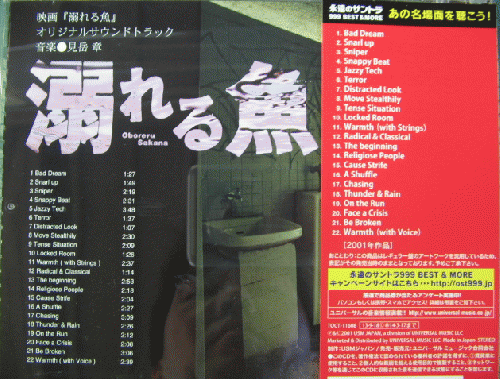 映画『溺れる魚』
オリジナルサウンドトラック
音楽●見岳 章
溺れる魚
Oboreru
Sakana
1 Bad Dream 1:27
2 Snarl up 1:49
3 Sniper 2:19
4 Snappy Beat 2:01
5 Jazzy Tech 3:48
6 Terror 1:37
7 Distracted Look 1:07
8 Move Stealthily 2:30
9 Tense Situation 2:09
10 Locked Room 1:28
11 Warmth (with Strings) 2:37
12 Radical & Classical 1:16
13 The beginning
14 Religiose People 2:13
15 Cause Strife 2:04
16 A Shuffle 2:27
17 Chasing 3:09
18 Thunder & Rain 2:26
19 On the Run 1:12
20 Face a Crisis 2:32
21 Be Broken 3:06
22 Warmth (with Voice) 2:39
永遠のサントラ
999 BEST & MORE
あの名場面を聴こう!
1. Bad Dream
2. Snarl up
3. Sniper
4. Snappy Beat
5. Jazzy Tech
6. Terror
7. Distracted Look
8. Move Stealthily
9. Tense Situation
10. Locked Room
11. Warmth (with Strings)
12. Radical & Classical
13. The beginning
14. Religiose People
15. Cause Strife
16. A Shuffle
17. Chasing
18. Thunder & Rain
19. On the Run
20. Face a Crisis
21. Be Broken
22. Warmth (with Voice)
[2001年作品]
永遠のサントラ999 BEST & MORE
キャンペーンサイトはこちら・・・http://ost999.jp